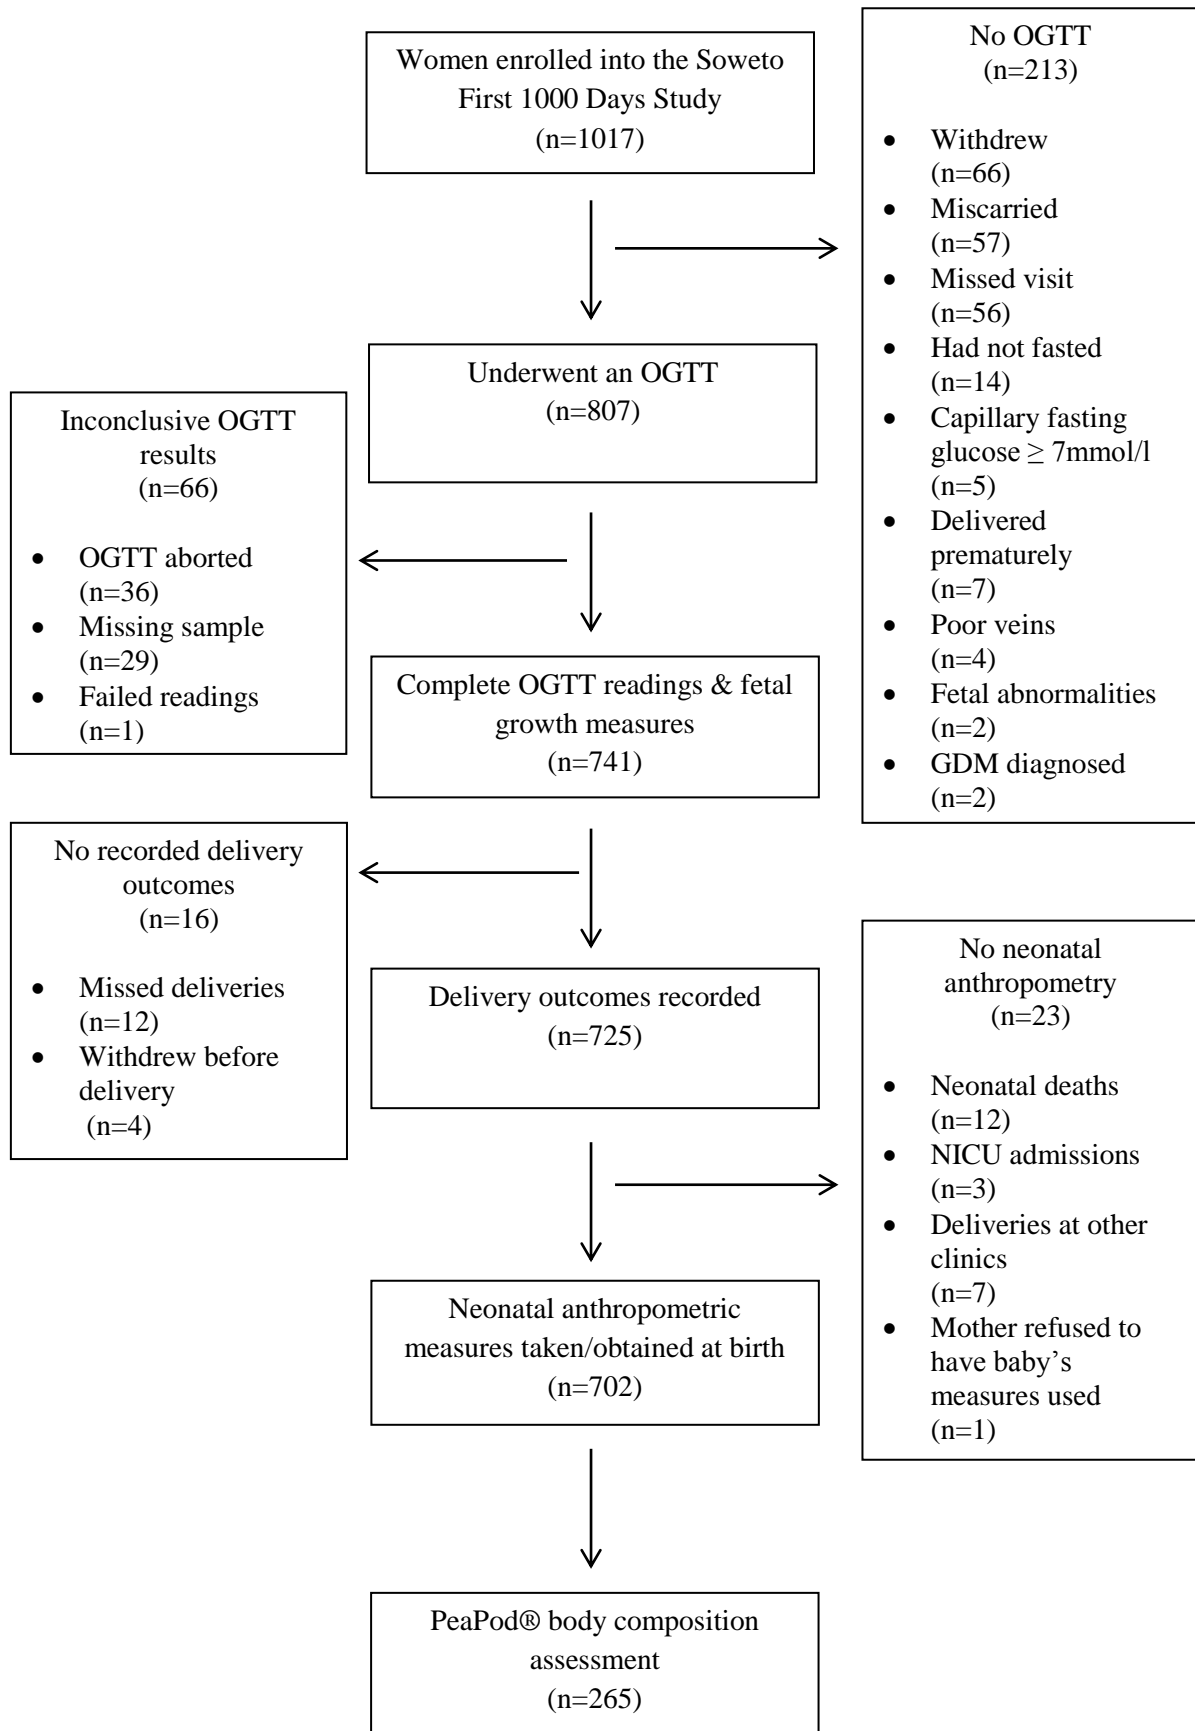 Women enrolled into the Soweto
First 1000 Days Study
(n=1017)
No OGTT
(n=213)
• Withdrew
(n=66)
• Miscarried
(n=57)
• Missed visit
(n=56)
• Had not fasted
(n=14)
• Capillary fasting
glucose ≥ 7mmol/l
(n=5)
• Delivered
prematurely
(n=7)
• Poor veins
(n=4)
• Fetal abnormalities
(n=2)
• GDM diagnosed
(n=2)
Underwent an OGTT
(n=807)
Inconclusive OGTT
results
(n=66)
• OGTT aborted
(n=36)
• Missing sample
(n=29)
• Failed readings
(n=1)
Complete OGTT readings & fetal
growth measures
(n=741)
No recorded delivery
outcomes
(n=16)
• Missed deliveries
(n=12)
• Withdrew before
delivery
(n=4)
Delivery outcomes recorded
(n=725)
No neonatal
anthropometry
(n=23)
• Neonatal deaths
(n=12)
• NICU admissions
(n=3)
• Deliveries at other
clinics
(n=7)
• Mother refused to
have baby’s
measures used
(n=1)
Neonatal anthropometric
measures taken/obtained at birth
(n=702)
PeaPod® body composition
assessment
(n=265)